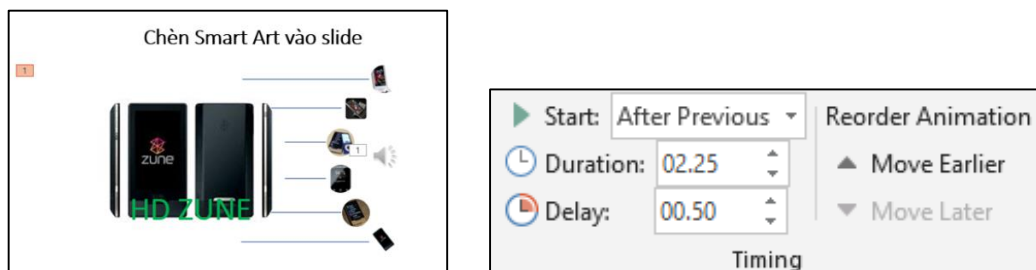 Chèn Smart Art vào slide
1
zune
1
HD ZUNE
Start: After Previous
Duration: 02.25
Delay: 00.50
Reorder Animation
Move Earlier
Move Later
Timing